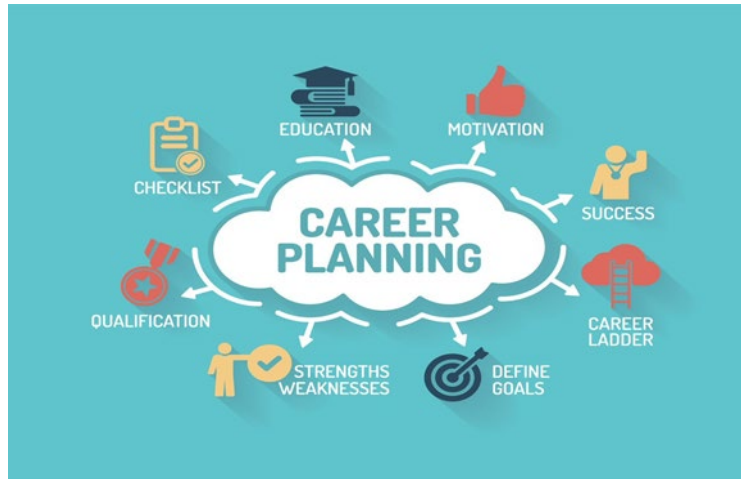 EDUCATION
MOTIVATION
CHECKLIST
SUCCESS
CAREER
PLANNING
QUALIFICATION
CAREER
LADDER
STRENGTHS
WEAKNESSES
DEFINE
GOALS